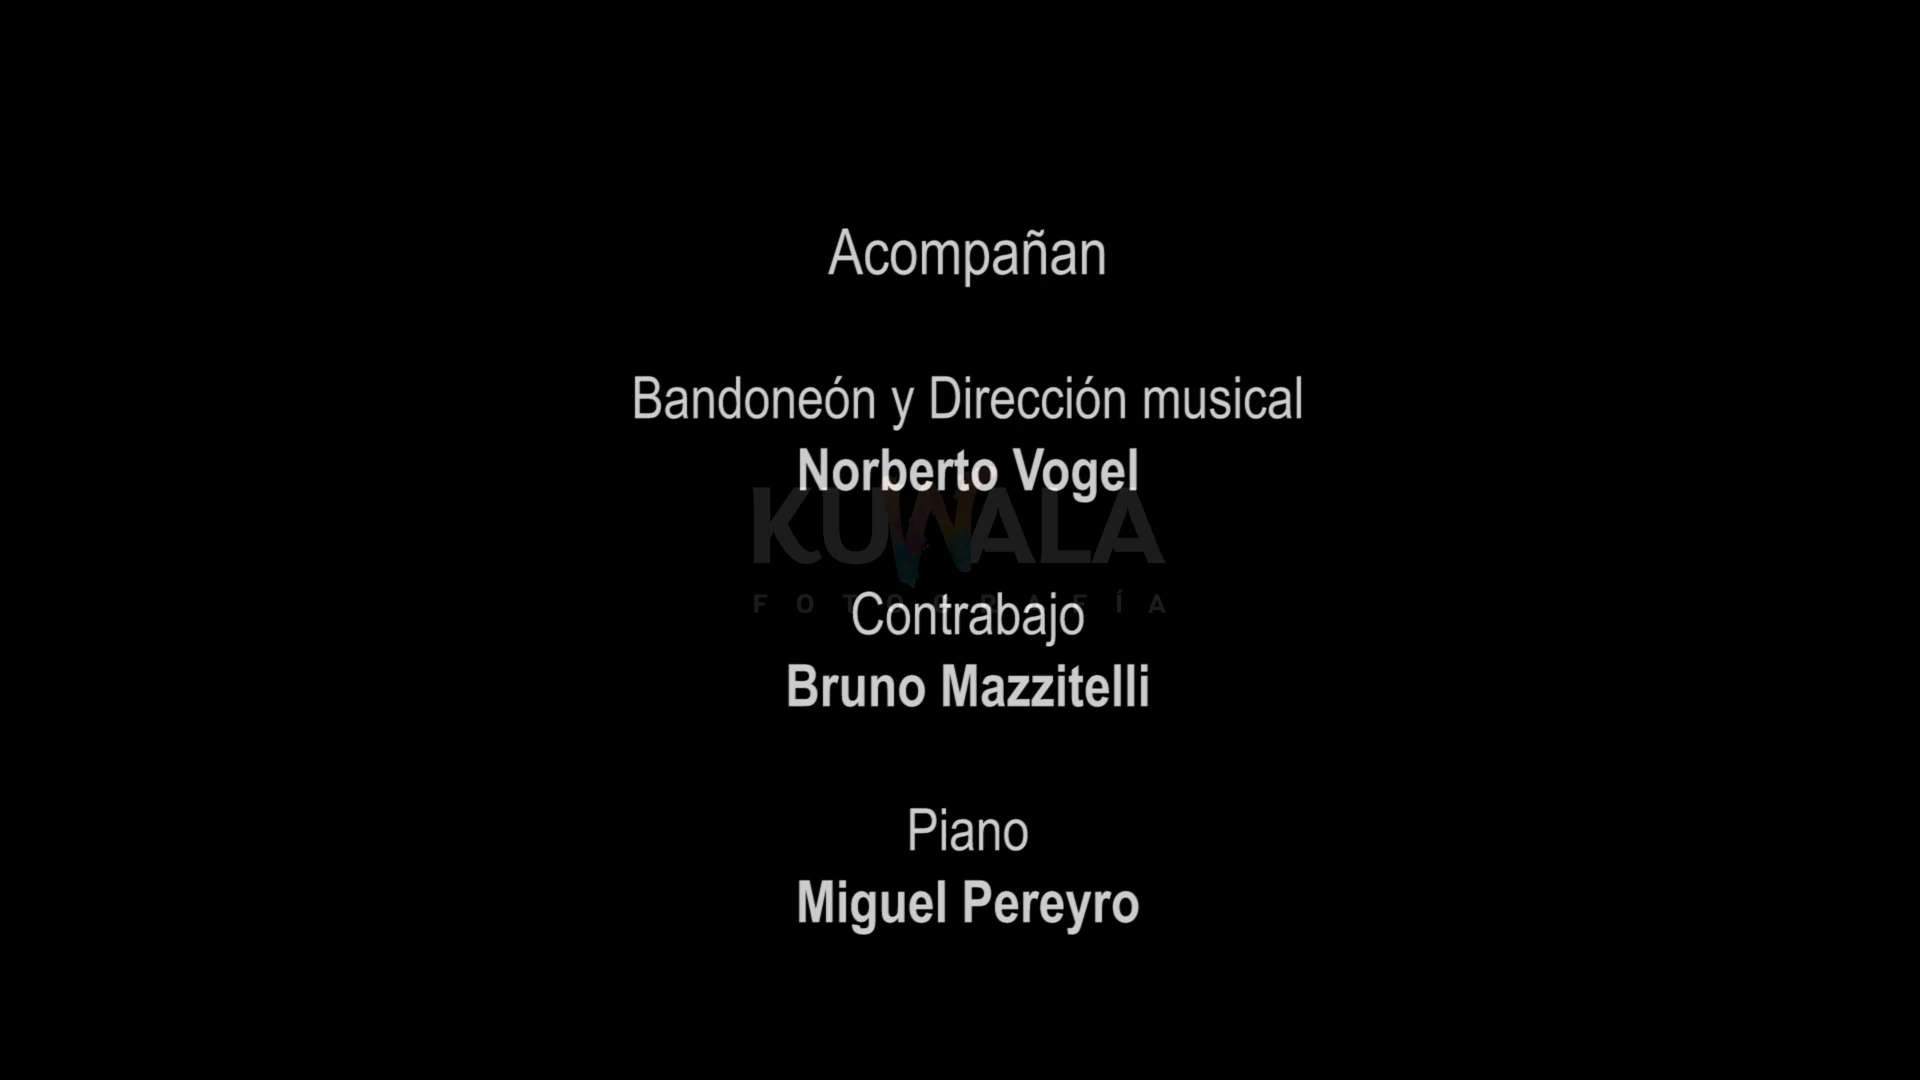 Acompañan
Bandoneón y Dirección musical
Norberto Vogel
KUWALA
FOTOGRAFÍA
Contrabajo
Bruno Mazzitelli
Piano
Miguel Pereyro